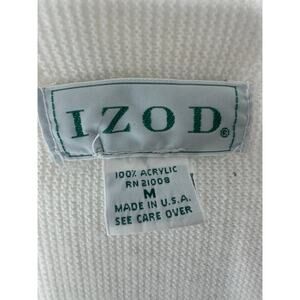 IZOD®
100% ACRYLIC
RN 21008
M
MADE IN U.S.A.
SEE CARE OVER